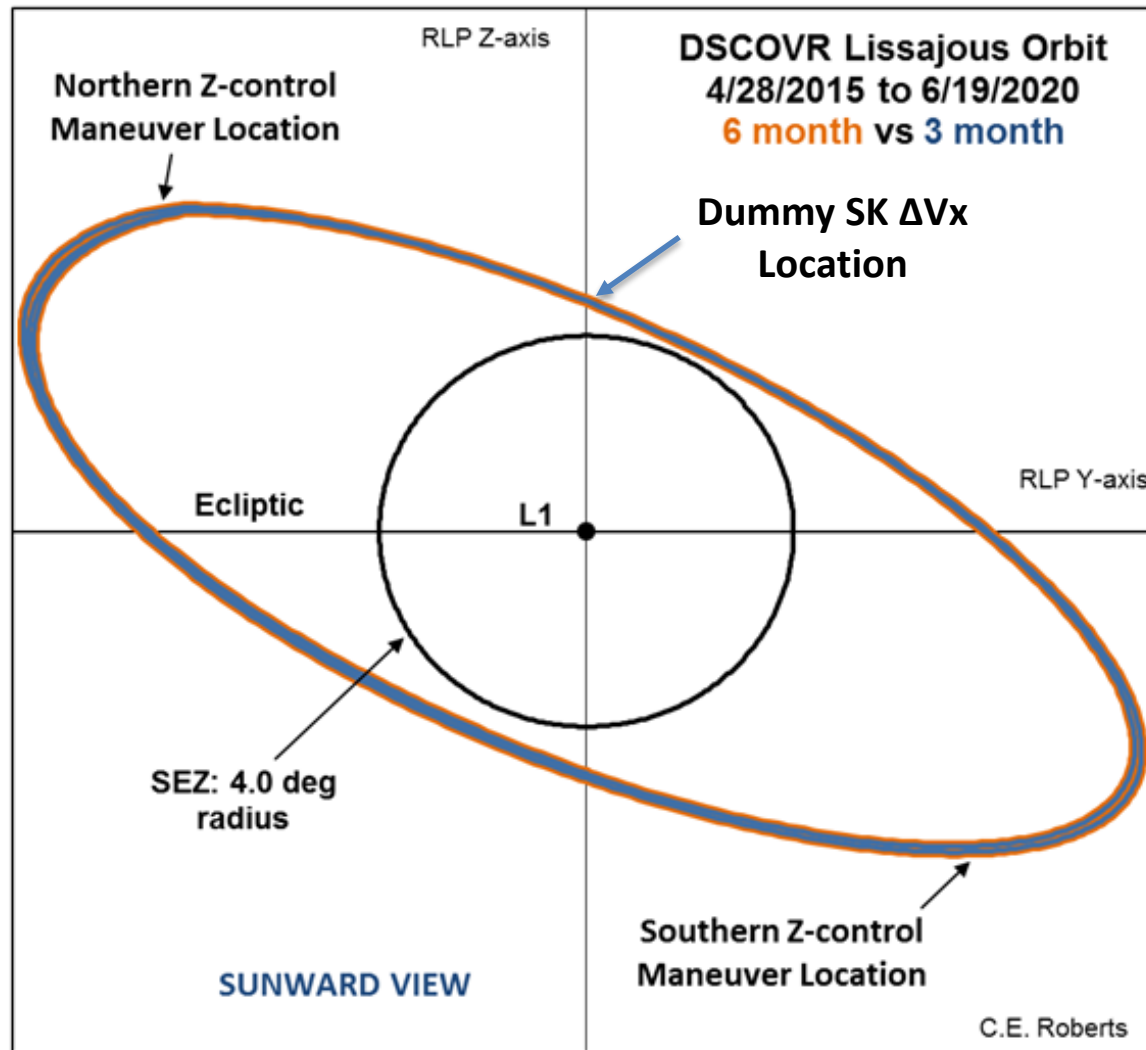 RLP Z-axis
DSCOVR Lissajous Orbit
4/28/2015 to 6/19/2020
6 month vs 3 month
Northern Z-control
Maneuver Location
Dummy SK ΔVx
Location
RLP Y-axis
Ecliptic
L1
SEZ: 4.0 deg
radius
Southern Z-control
Maneuver Location
SUNWARD VIEW
C.E. Roberts